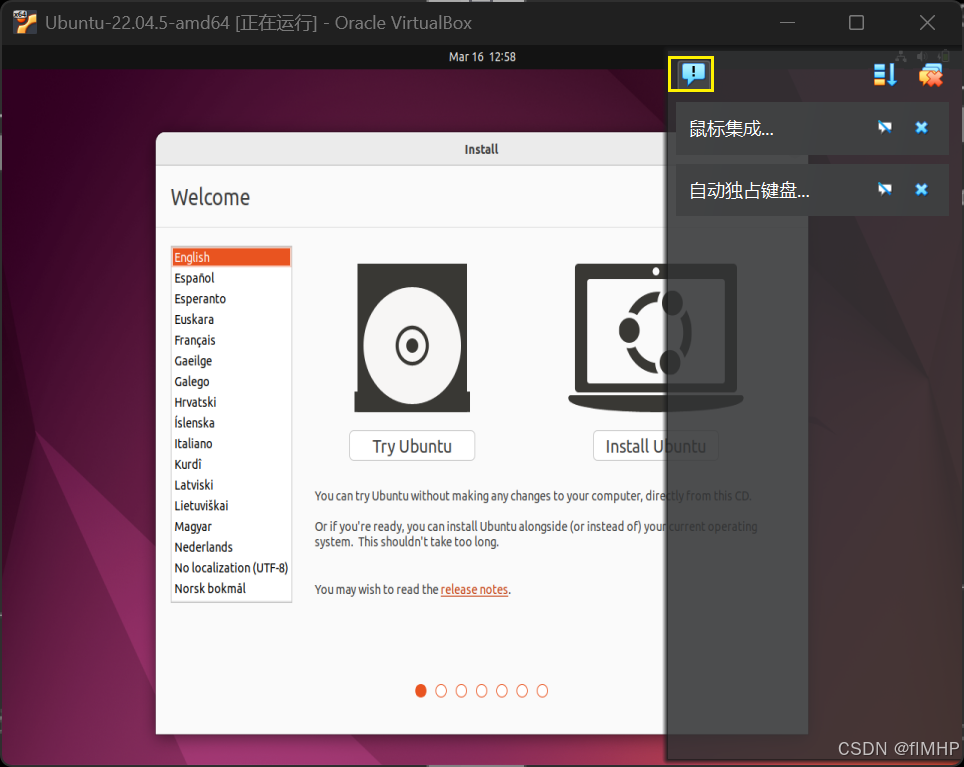 Ubuntu-22.04.5-amd64 [正在运行] - Oracle VirtualBox
Mar 16 12:58
鼠标集成...
自动独占键盘...
Install
Welcome
English
Español
Esperanto
Euskara
Français
Gaeilge
Galego
Hrvatski
Íslenska
Italiano
Kurdî
Latviski
Lietuviškai
Magyar
Nederlands
No localization (UTF-8)
Norsk bokmål
Try Ubuntu
Install Ubuntu
You can try Ubuntu without making any changes to your computer, directly from this CD.
Or if you're ready, you can install Ubuntu alongside (or instead of) your current operating
system. This shouldn't take too long.
You may wish to read the release notes.
CSDN @flMHP